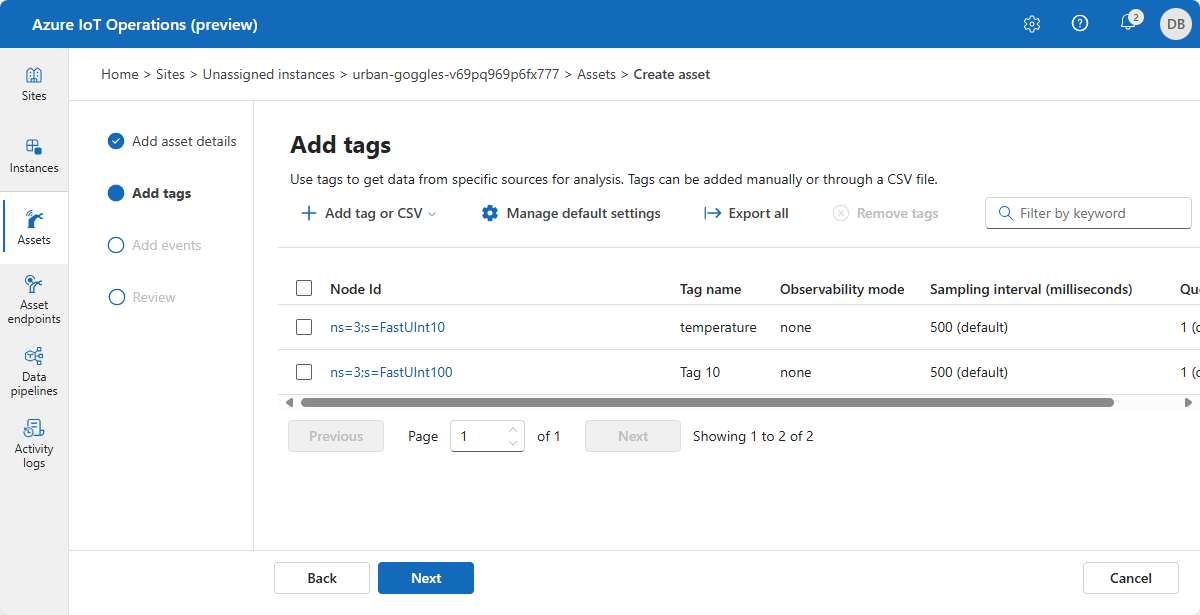 Azure IoT Operations (preview)
2
DB
Home > Sites > Unassigned instances > urban-goggles-v69pq969p6fx777 > Assets > Create asset
Sites
Instances
Assets
Asset
endpoints
Data
pipelines
Activity
logs
Add asset details
Add tags
Add events
Review
Add tags
Use tags to get data from specific sources for analysis. Tags can be added manually or through a CSV file.
Add tag or CSV
Manage default settings
Export all
Remove tags
Filter by keyword
Node Id Tag name Observability mode Sampling interval (milliseconds) Qu
ns=3;s=FastUInt10 temperature none 500 (default) 1 (
ns=3;s=FastUInt100 Tag 10 none 500 (default) 1 (
Previous Page 1 of 1 Next Showing 1 to 2 of 2
Back Next Cancel